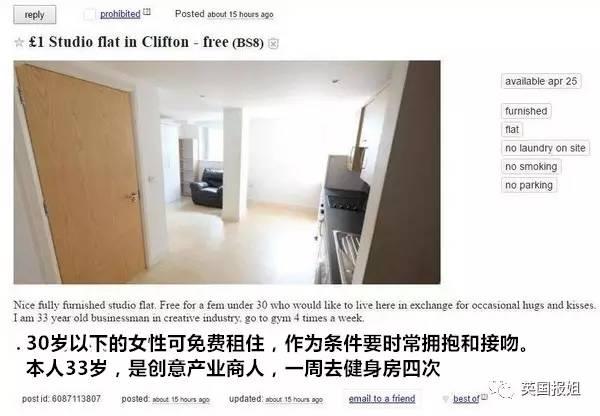 reply
prohibited [?] Posted about 15 hours ago
☆ £1 Studio flat in Clifton - free (BS8)
available apr 25
furnished
flat
no laundry on site
no smoking
no parking
Nice fully furnished studio flat. Free for a fem under 30 who would like to live here in exchange for occasional hugs and kisses.
I am 33 year old businessman in creative industry, go to gym 4 times a week.
. 30岁以下的女性可免费租住，作为条件要时常拥抱和接吻。
本人33岁，是创意产业商人，一周去健身房四次
post id: 6087113807 posted: about 15 hours ago updated: about 15 hours ago email to a friend best of [?]
英国报姐